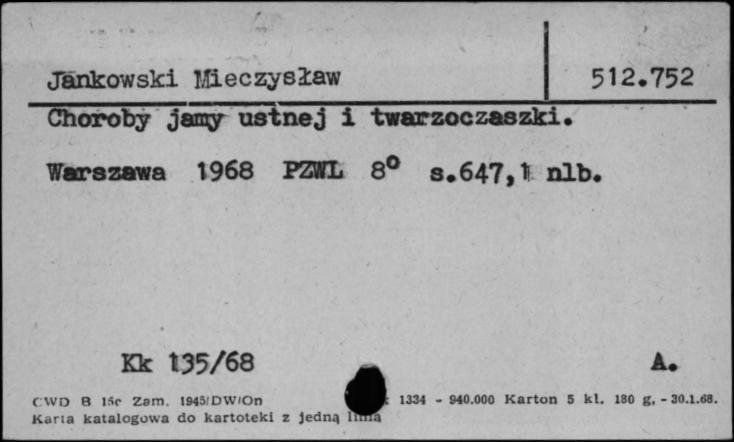 Jankowski Mieczysław 512.752
Choroby jamy ustnej i twarzoczaszki.
Warszawa 1968 PZWL 8° s.647,1 nlb.
Kk 135/68 A.
CWD B 15c Zam. 1945/DW/On 1334 - 940.000 Karton 5 kl. 180 g. - 30.1.68.
Karta katalogowa do kartoteki z jedną linią